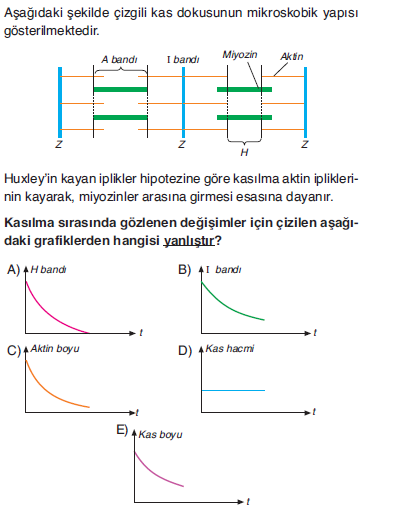 Aşağıdaki şekilde çizgili kas dokusunun mikroskobik yapısı
gösterilmektedir.
A bandı
I bandı
Miyozin
Aktin
Z
Z
Z
H
Huxley'in kayan iplikler hipotezine göre kasılma aktin iplikleri-
nin kayarak, miyozinler arasına girmesi esasına dayanır.
Kasılma sırasında gözlenen değişimler için çizilen aşağı-
daki grafiklerden hangisi yanlıştır?
A) H bandı
t
B) I bandı
t
C) Aktin boyu
t
D) Kas hacmi
t
E) Kas boyu
t